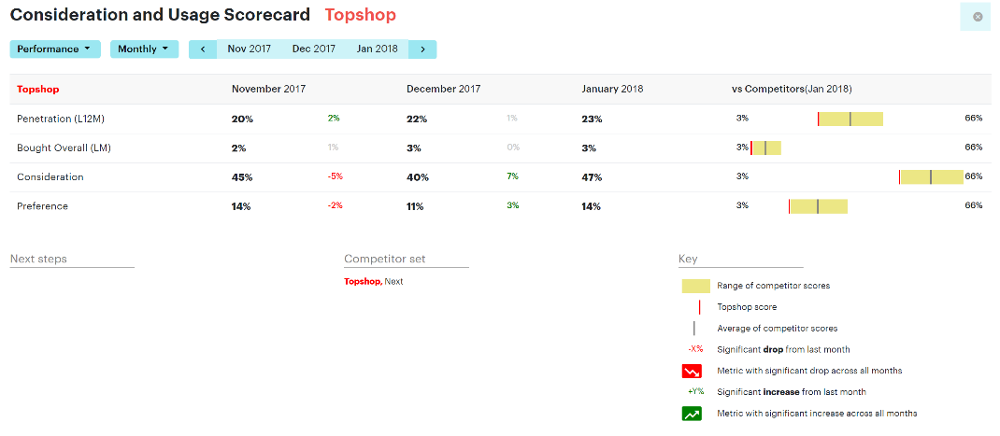 Consideration and Usage Scorecard Topshop
Performance Monthly Nov 2017 Dec 2017 Jan 2018
Topshop November 2017 December 2017 January 2018 vs Competitors(Jan 2018)
Penetration (L12M) 20% 2% 22% 1% 23% 3% 66%
Bought Overall (LM) 2% 1% 3% 0% 3% 3% 66%
Consideration 45% -5% 40% 7% 47% 3% 66%
Preference 14% -2% 11% 3% 14% 3% 66%
Next steps Competitor set Key
Topshop, Next
Range of competitor scores
Topshop score
Average of competitor scores
-X% Significant drop from last month
Metric with significant drop across all months
+Y% Significant increase from last month
Metric with significant increase across all months